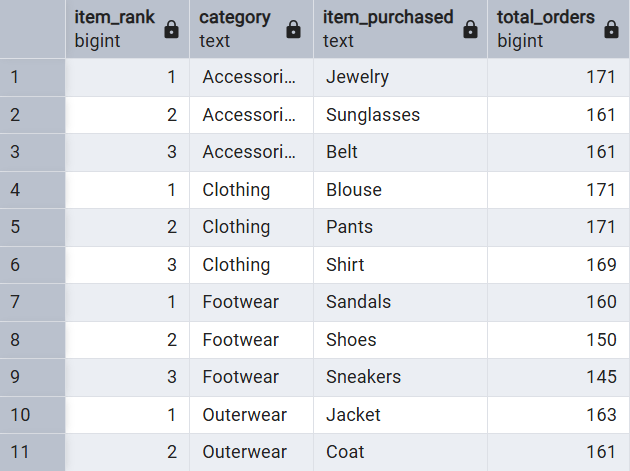 item_rank category item_purchased total_orders
bigint text text bigint
1 1 Accessori... Jewelry 171
2 2 Accessori... Sunglasses 161
3 3 Accessori... Belt 161
4 1 Clothing Blouse 171
5 2 Clothing Pants 171
6 3 Clothing Shirt 169
7 1 Footwear Sandals 160
8 2 Footwear Shoes 150
9 3 Footwear Sneakers 145
10 1 Outerwear Jacket 163
11 2 Outerwear Coat 161